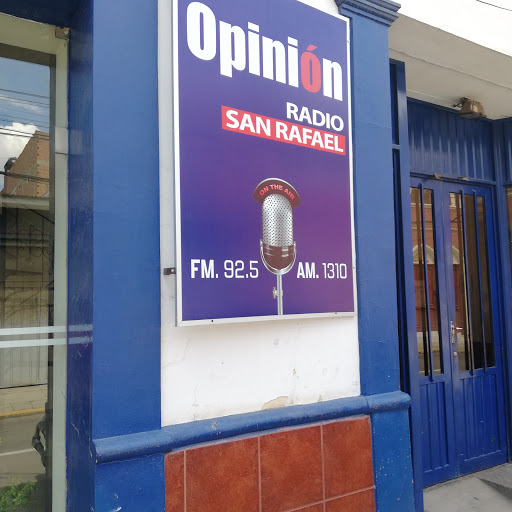 Opinión
RADIO
SAN RAFAEL
ON THE AIR
FM. 92.5 AM. 1310